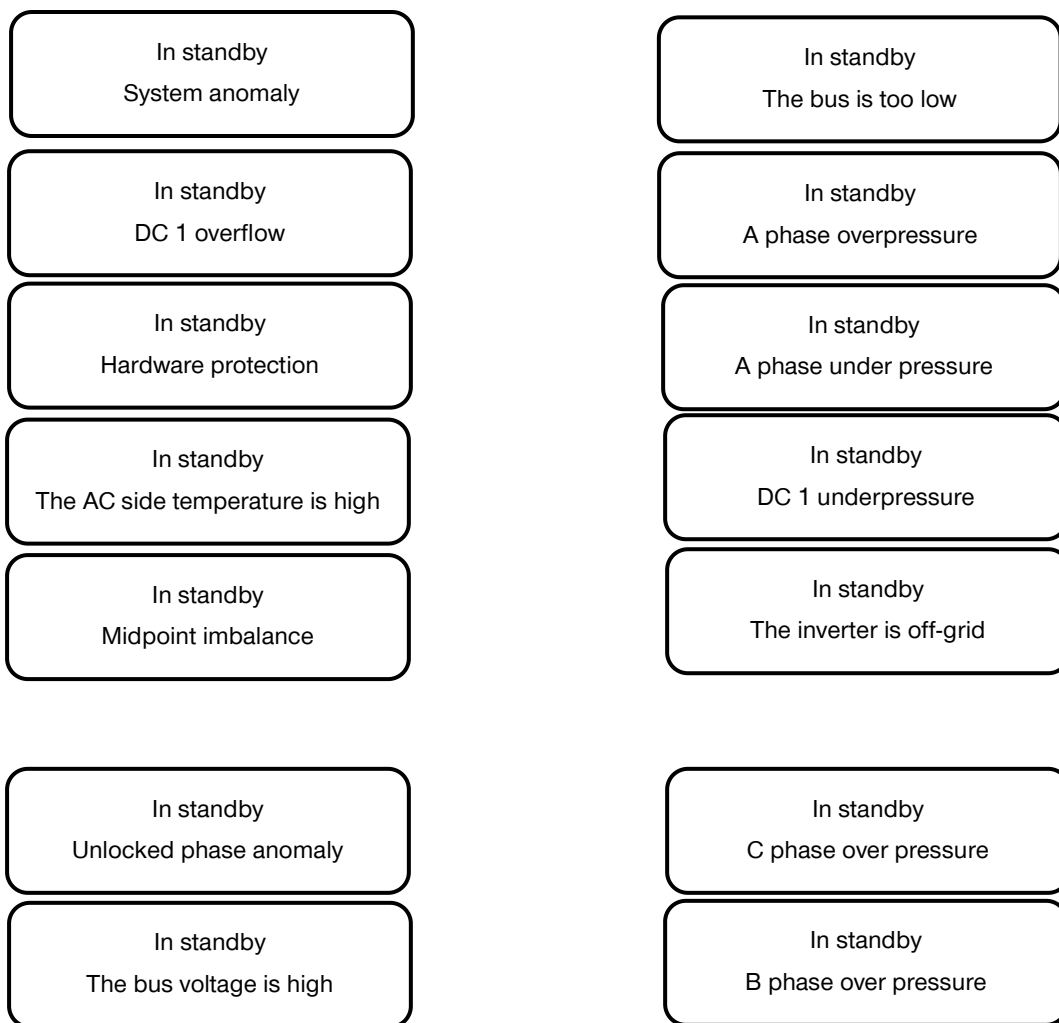 In standby
System anomaly
In standby
DC 1 overflow
In standby
Hardware protection
In standby
The AC side temperature is high
In standby
Midpoint imbalance
In standby
Unlocked phase anomaly
In standby
The bus voltage is high
In standby
The bus is too low
In standby
A phase overpressure
In standby
A phase under pressure
In standby
DC 1 underpressure
In standby
The inverter is off-grid
In standby
C phase over pressure
In standby
B phase over pressure